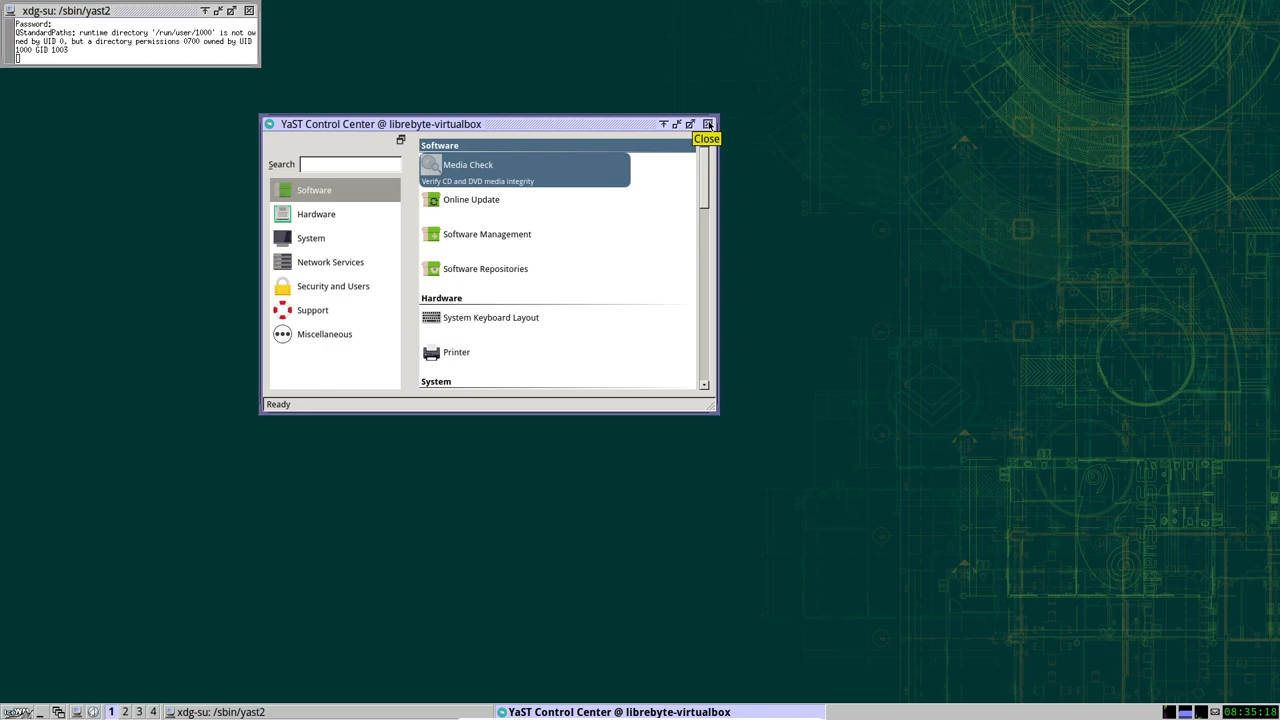 xdg-su: /sbin/yast2
Password:
QStandardPaths: runtime directory '/run/user/1000' is not ow
ned by UID 0, but a directory permissions 0700 owned by UID
1000 GID 1003
YaST Control Center @ librebyte-virtualbox
Close
Search
Software
Hardware
System
Network Services
Security and Users
Support
Miscellaneous
Software
Media Check
Verify CD and DVD media integrity
Online Update
Software Management
Software Repositories
Hardware
System Keyboard Layout
Printer
System
Ready
1 2 3 4 xdg-su: /sbin/yast2 YaST Control Center @ librebyte-virtualbox 08:35:18